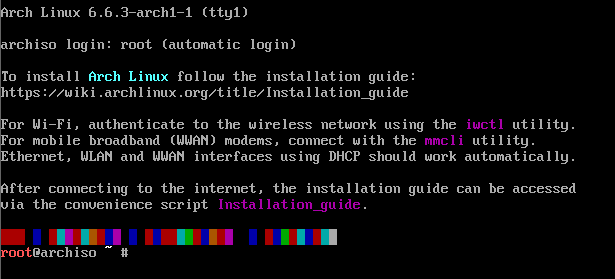 Arch Linux 6.6.3-arch1-1 (tty1)
archiso login: root (automatic login)
To install Arch Linux follow the installation guide:
https://wiki.archlinux.org/title/Installation_guide
For Wi-Fi, authenticate to the wireless network using the iwctl utility.
For mobile broadband (WWAN) modems, connect with the mmcli utility.
Ethernet, WLAN and WWAN interfaces using DHCP should work automatically.
After connecting to the internet, the installation guide can be accessed
via the convenience script Installation_guide.
root@archiso ~ #